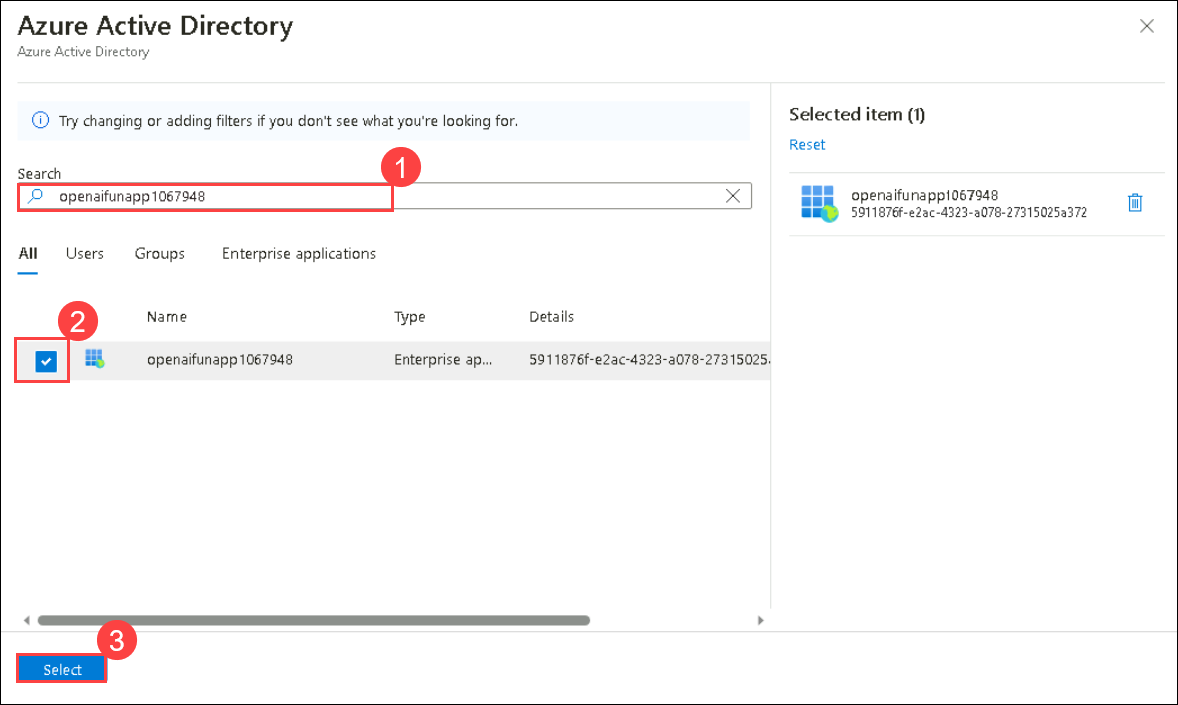 Azure Active Directory
Azure Active Directory
Try changing or adding filters if you don't see what you're looking for.
Search
1
openaifunapp1067948
All Users Groups Enterprise applications
2
Name Type Details
openaifunapp1067948 Enterprise ap... 5911876f-e2ac-4323-a078-27315025
3
Select
Selected item (1)
Reset
openaifunapp1067948
5911876f-e2ac-4323-a078-27315025a372